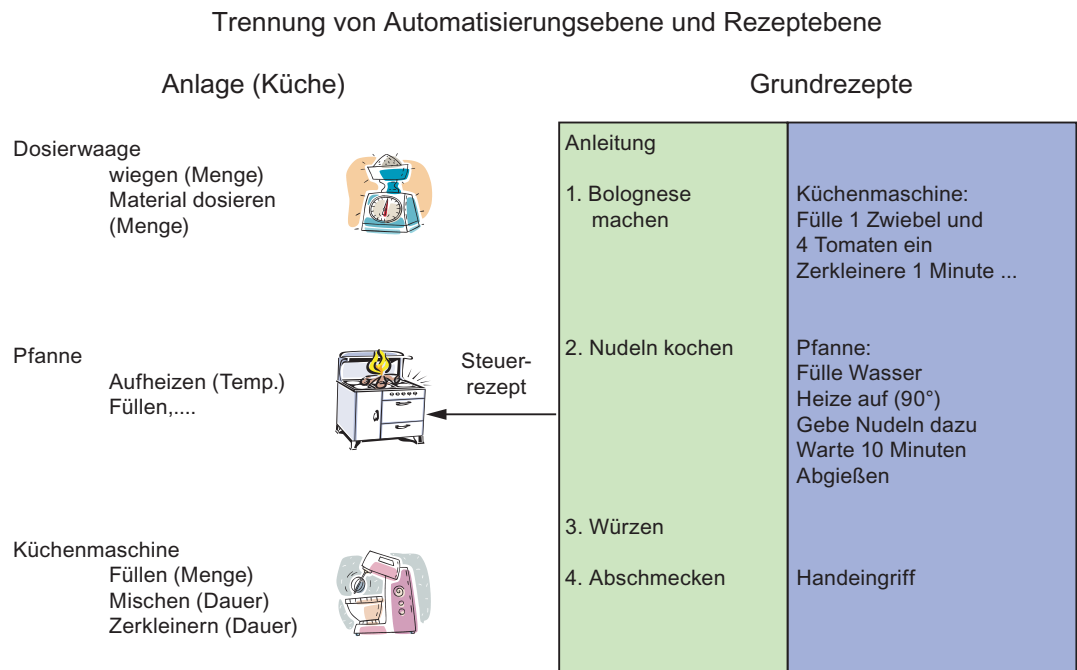 Trennung von Automatisierungsebene und Rezeptebene
Anlage (Küche)
Dosierwaage
wiegen (Menge)
Material dosieren
(Menge)
Pfanne
Aufheizen (Temp.)
Füllen,....
Küchenmaschine
Füllen (Menge)
Mischen (Dauer)
Zerkleinern (Dauer)
Steuer-
rezept
Grundrezepte
Anleitung
1. Bolognese
machen
Küchenmaschine:
Fülle 1 Zwiebel und
4 Tomaten ein
Zerkleinere 1 Minute ...
2. Nudeln kochen
Pfanne:
Fülle Wasser
Heize auf (90°)
Gebe Nudeln dazu
Warte 10 Minuten
Abgießen
3. Würzen
4. Abschmecken
Handeingriff